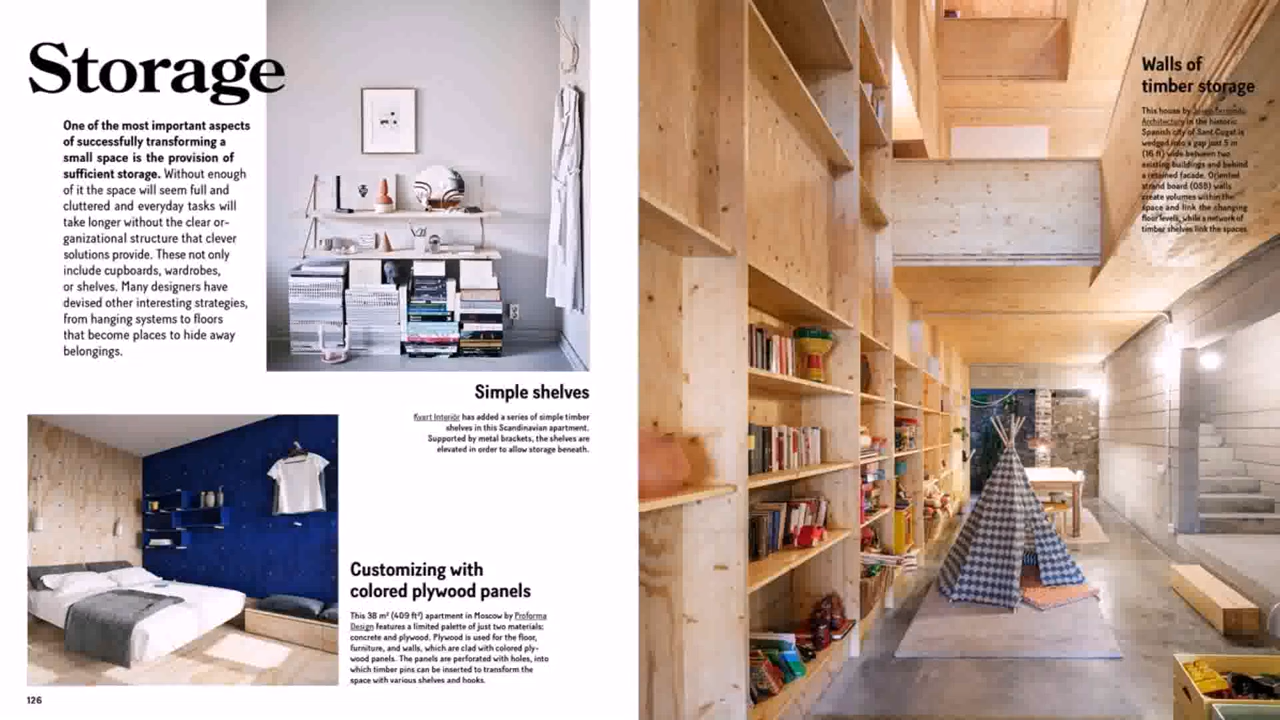 Storage
One of the most important aspects
of successfully transforming a
small space is the provision of
sufficient storage. Without enough
of it the space will seem full and
cluttered and everyday tasks will
take longer without the clear or-
ganizational structure that clever
solutions provide. These not only
include cupboards, wardrobes,
or shelves. Many designers have
devised other interesting strategies,
from hanging systems to floors
that become places to hide away
belongings.
Simple shelves
Kvart Interiör has added a series of simple timber
shelves in this Scandinavian apartment.
Supported by metal brackets, the shelves are
elevated in order to allow storage beneath.
Customizing with
colored plywood panels
This 38 m² (409 ft²) apartment in Moscow by Proforma
Design features a limited palette of just two materials:
concrete and plywood. Plywood is used for the floor,
furniture, and walls, which are clad with colored ply-
wood panels. The panels are perforated with holes, into
which timber pins can be inserted to transform the
space with various shelves and hooks.
126
Walls of
timber storage
This house by
Architecture in the historic
Spanish city of Sant Cugat is
wedged into a gap just 5 m
(16 ft) wide between two
existing buildings and behind
a retained facade. Oriented
strand board (OSB) walls
create volumes within the
space and link the changing
floor levels, while a network of
timber shelves link the spaces.